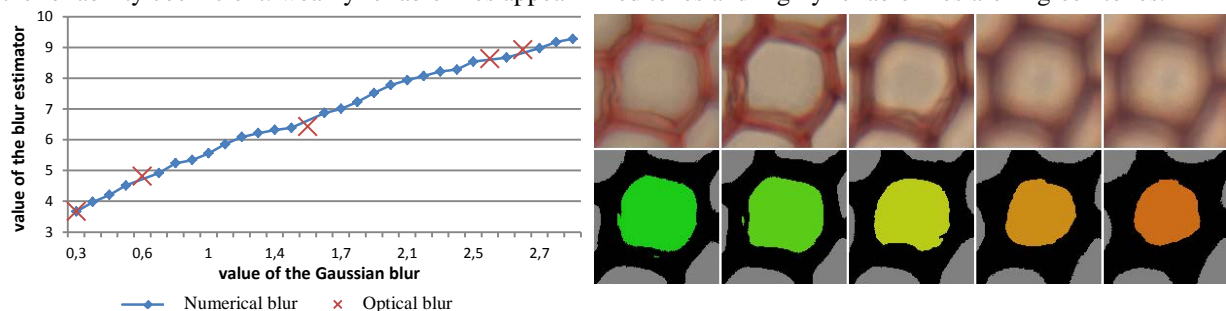 10
9
8
7
6
5
4
3
value of the blur estimator
0,3 0,6 1 1,4 1,7 2,1 2,5 2,7
value of the Gaussian blur
Numerical blur Optical blur